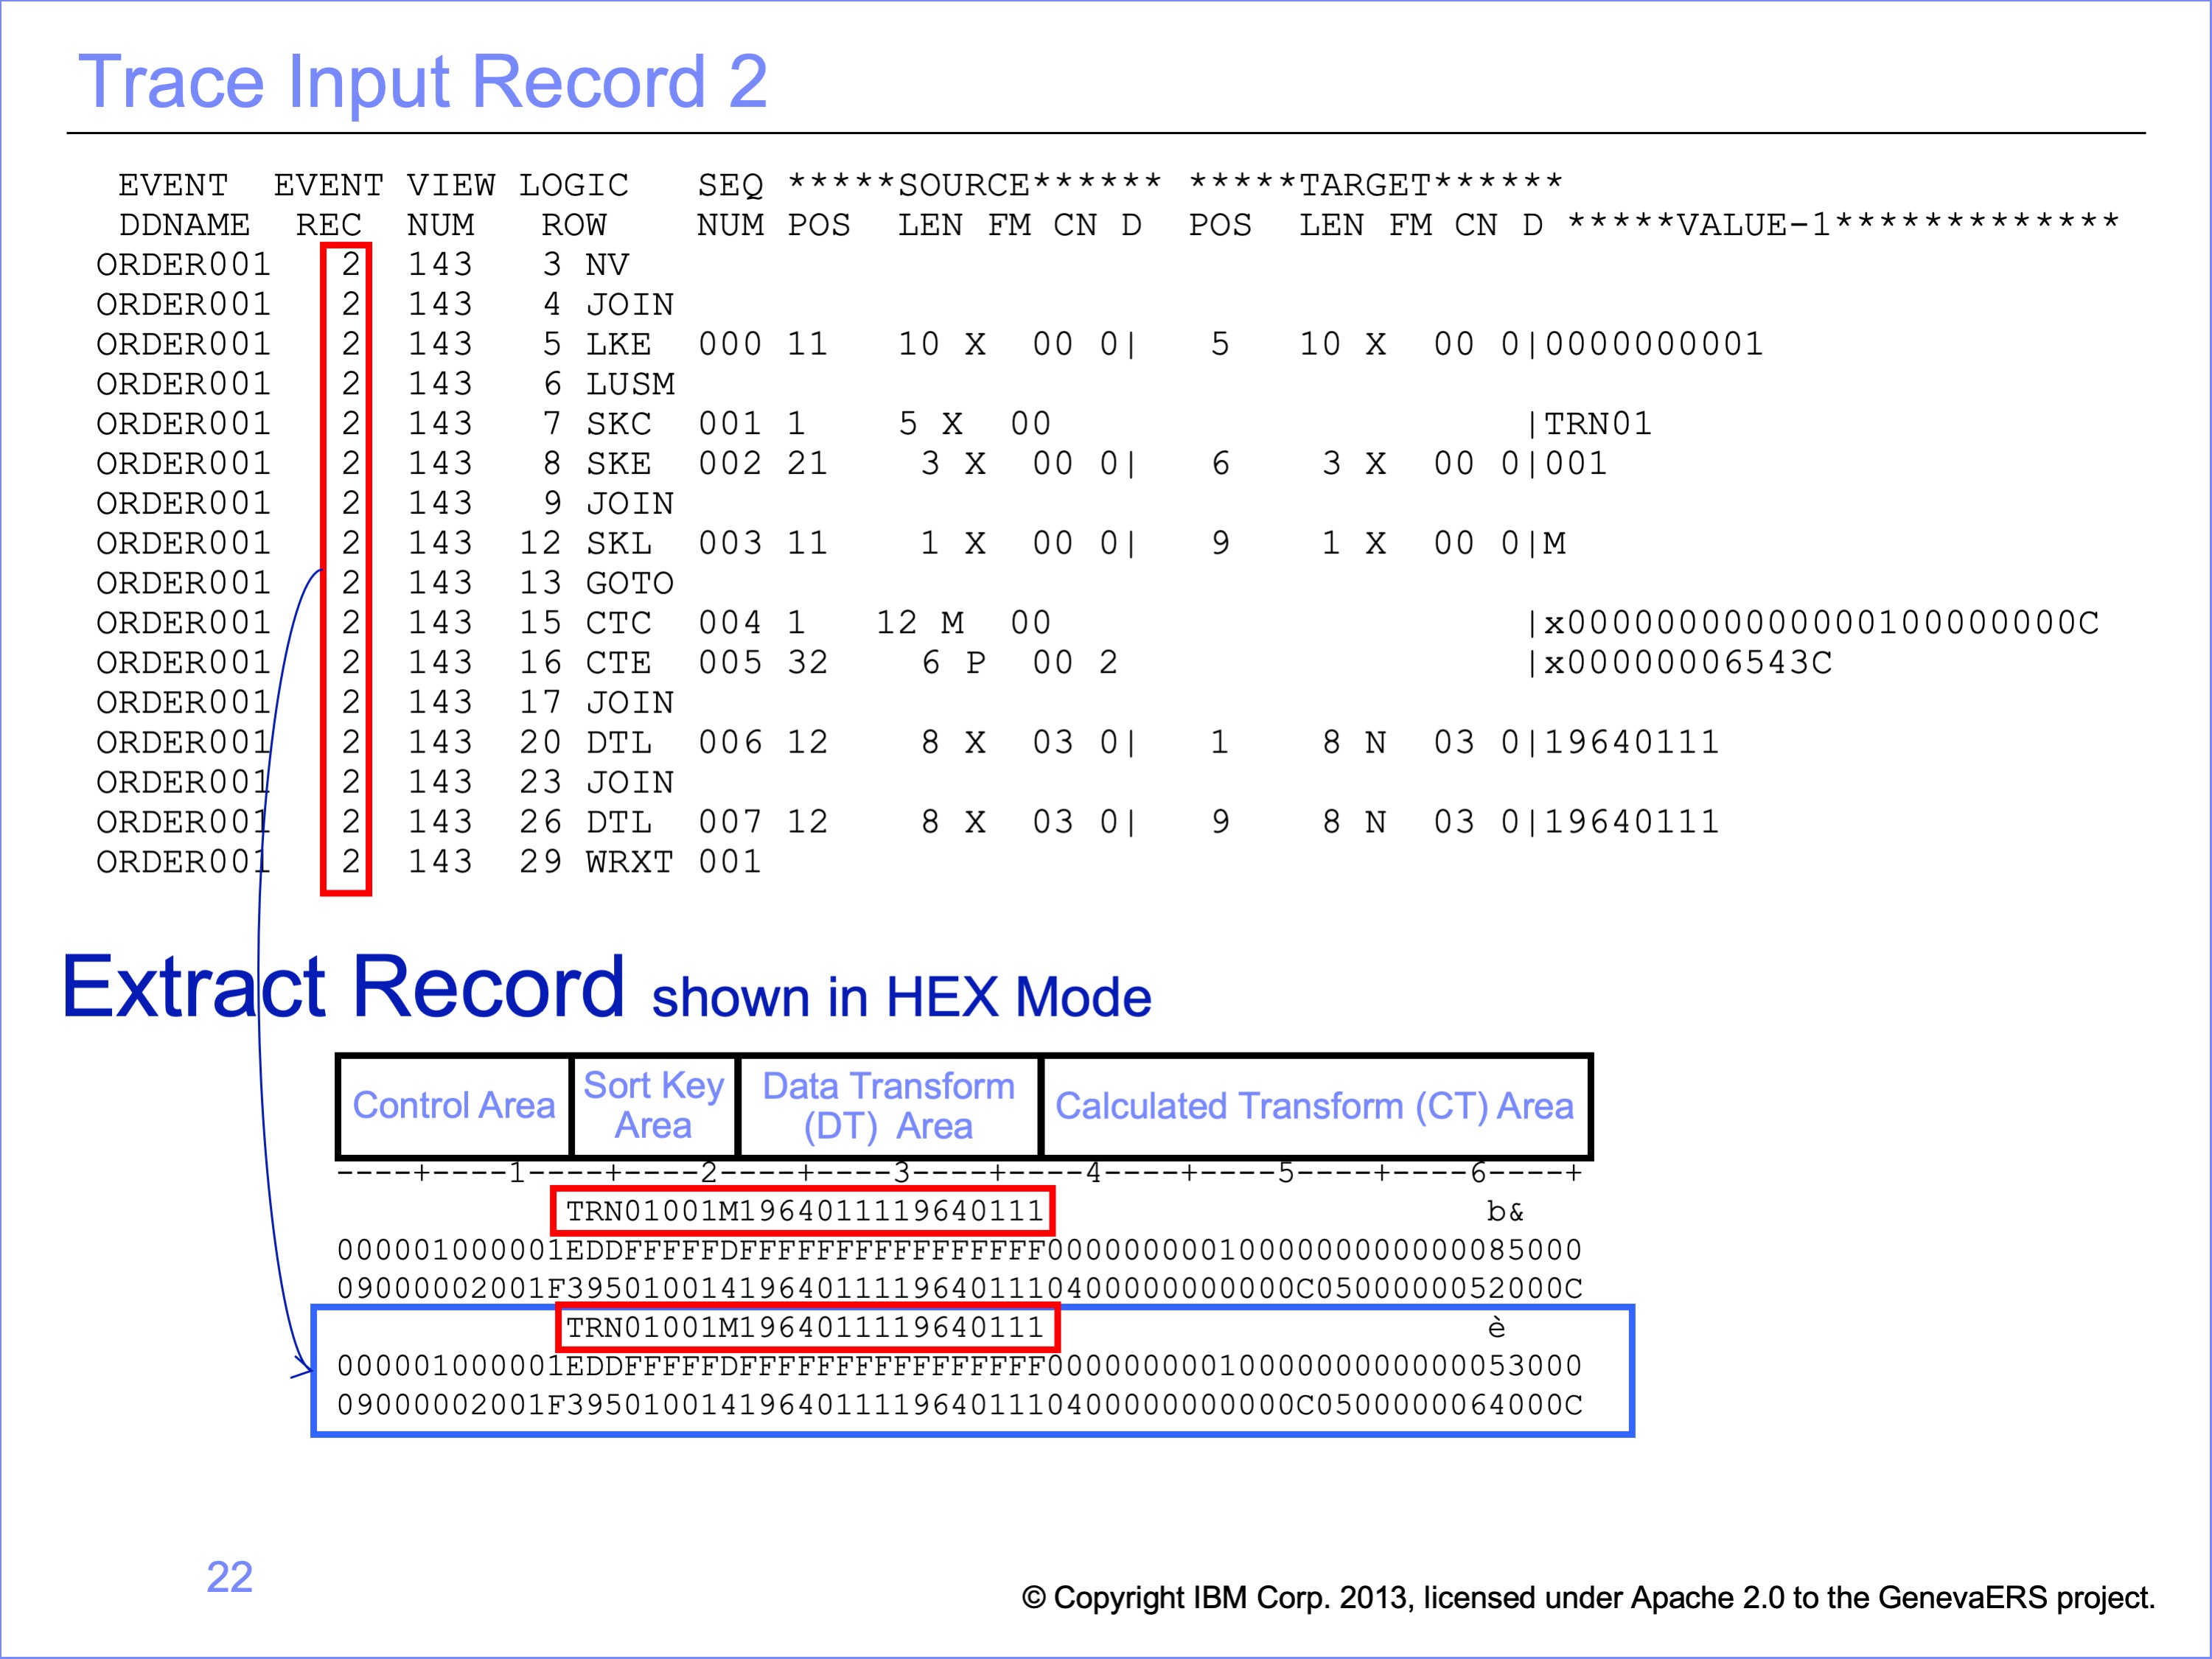 Trace Input Record 2
EVENT EVENT VIEW LOGIC SEQ *****SOURCE****** *****TARGET******
DDNAME REC NUM ROW NUM POS LEN FM CN D POS LEN FM CN D *****VALUE-1*************
ORDER001 2 143 3 NV
ORDER001 2 143 4 JOIN
ORDER001 2 143 5 LKE 000 11 10 X 00 0| 5 10 X 00 0|0000000001
ORDER001 2 143 6 LUSM
ORDER001 2 143 7 SKC 001 1 5 X 00 |TRN01
ORDER001 2 143 8 SKE 002 21 3 X 00 0| 6 3 X 00 0|001
ORDER001 2 143 9 JOIN
ORDER001 2 143 12 SKL 003 11 1 X 00 0| 9 1 X 00 0|M
ORDER001 2 143 13 GOTO
ORDER001 2 143 15 CTC 004 1 12 M 00 |x00000000000000100000000C
ORDER001 2 143 16 CTE 005 32 6 P 00 2 |x00000006543C
ORDER001 2 143 17 JOIN
ORDER001 2 143 20 DTL 006 12 8 X 03 0| 1 8 N 03 0|19640111
ORDER001 2 143 23 JOIN
ORDER001 2 143 26 DTL 007 12 8 X 03 0| 9 8 N 03 0|19640111
ORDER001 2 143 29 WRXT 001
Extract Record shown in HEX Mode
Control Area
Sort Key Area
Data Transform (DT) Area
Calculated Transform (CT) Area
----+----1----+----2----+----3----+----4----+----5----+----6----+
TRN01001M1964011119640111 b&
000001000001EDDFFFFFDFFFFFFFFFFFFFFFF0000000000100000000000085000
09000002001F39501001419640111196401110400000000000C0500000052000C
TRN01001M1964011119640111 è
000001000001EDDFFFFFDFFFFFFFFFFFFFFFF0000000000100000000000053000
09000002001F39501001419640111196401110400000000000C0500000064000C
22
© Copyright IBM Corp. 2013, licensed under Apache 2.0 to the GenevaERS project.